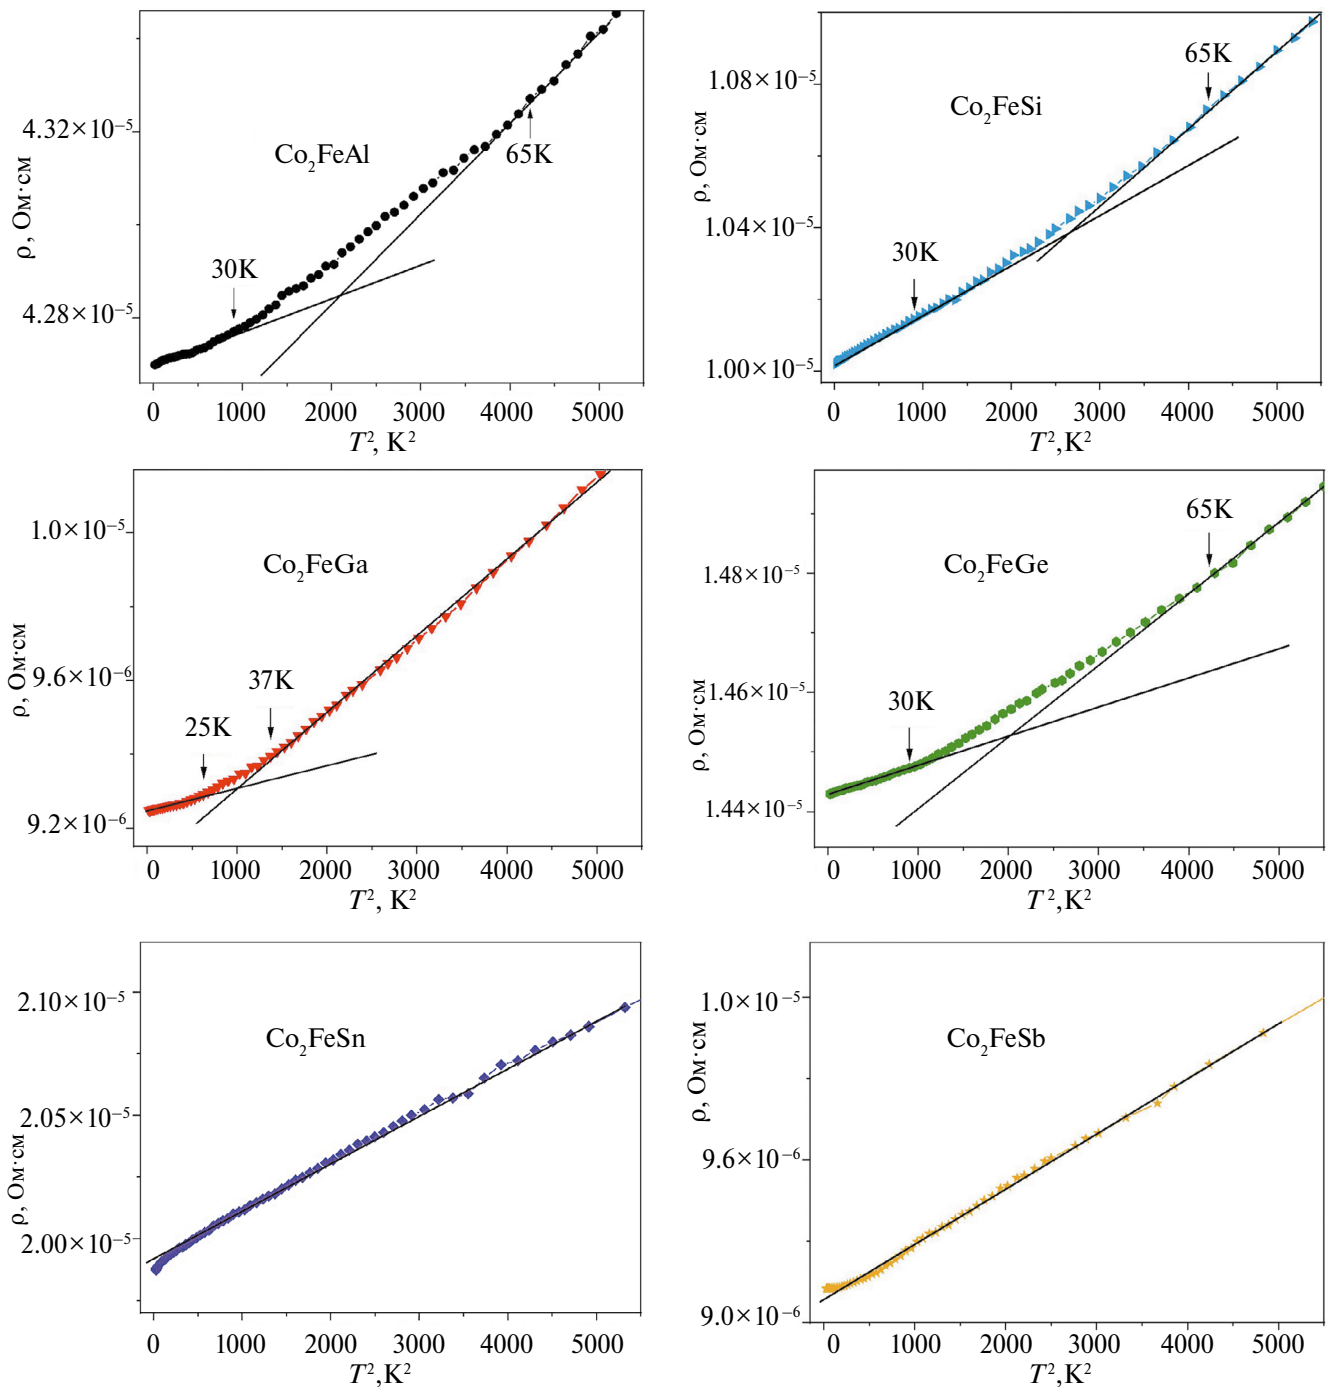 4.32×10⁻⁵
4.28×10⁻⁵
ρ, Ом·см
Co₂FeAl
30K
65K
0 1000 2000 3000 4000 5000
T², K²
1.08×10⁻⁵
1.04×10⁻⁵
1.00×10⁻⁵
ρ, Ом·см
Co₂FeSi
30K
65K
0 1000 2000 3000 4000 5000
T², K²
1.0×10⁻⁵
9.6×10⁻⁶
9.2×10⁻⁶
ρ, Ом·см
Co₂FeGa
25K
37K
0 1000 2000 3000 4000 5000
T², K²
1.48×10⁻⁵
1.46×10⁻⁵
1.44×10⁻⁵
ρ, Ом·см
Co₂FeGe
30K
65K
0 1000 2000 3000 4000 5000
T², K²
2.10×10⁻⁵
2.05×10⁻⁵
2.00×10⁻⁵
ρ, Ом·см
Co₂FeSn
0 1000 2000 3000 4000 5000
T², K²
1.0×10⁻⁵
9.6×10⁻⁶
9.0×10⁻⁶
ρ, Ом·см
Co₂FeSb
0 1000 2000 3000 4000 5000
T², K²